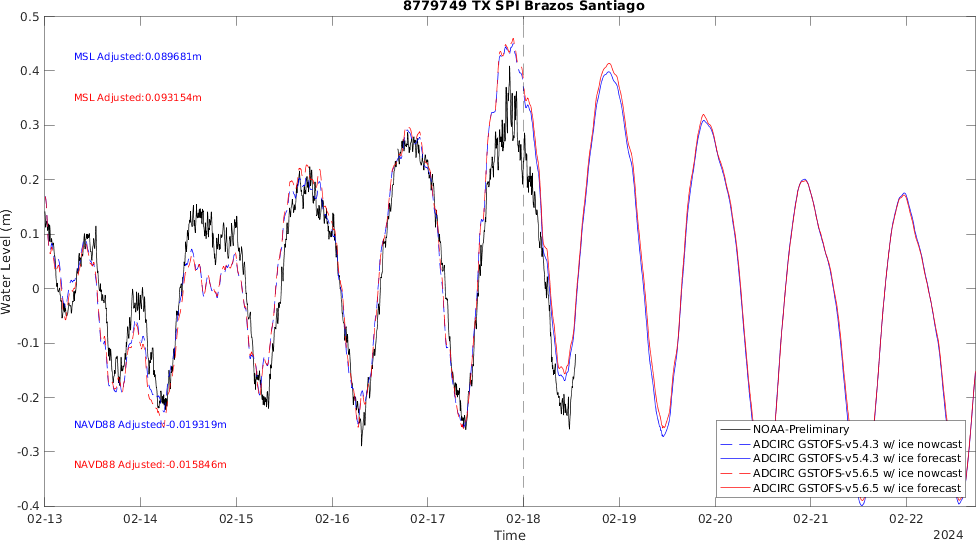 8779749 TX SPI Brazos Santiago
0.5
MSL Adjusted:0.089681m
0.4
MSL Adjusted:0.093154m
0.3
0.2
0.1
Water Level (m)
0
-0.1
-0.2
NAVD88 Adjusted:-0.019319m
NOAA-Preliminary
ADCIRC GSTOFS-v5.4.3 w/ ice nowcast
-0.3
ADCIRC GSTOFS-v5.4.3 w/ ice forecast
NAVD88 Adjusted:-0.015846m
ADCIRC GSTOFS-v5.6.5 w/ ice nowcast
ADCIRC GSTOFS-v5.6.5 w/ ice forecast
-0.4
02-13 02-14 02-15 02-16 02-17 02-18 02-19 02-20 02-21 02-22
Time
2024